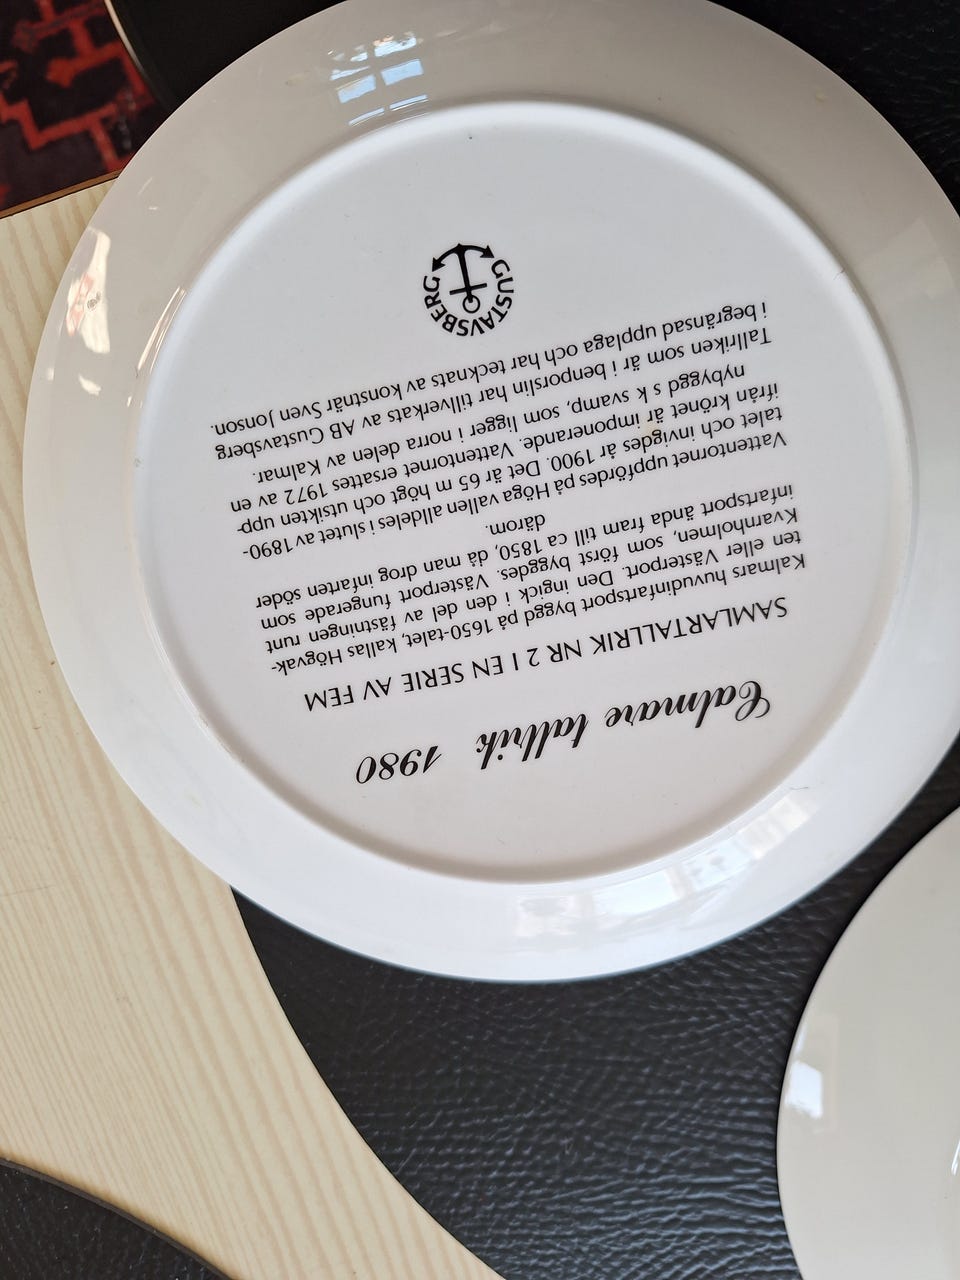 Calmare tallrik 1980
SAMLARTALLRIK NR 2 I EN SERIE AV FEM
Kalmars huvudinfartsport byggd på 1650-talet, kallas Högvak-
ten eller Västerport. Den ingick i den del av fästningen runt
Kvarnholmen, som först byggdes. Västerport fungerade som
infartsport ända fram till ca 1850, då man drog infarten söder
därom.
Vattentornet uppfördes på Höga vallen alldeles i slutet av 1890-
talet och invigdes år 1900. Det är 65 m högt och utsikten upp-
ifrån krönet är imponerande. Vattentornet ersattes 1972 av en
nybyggd s k svamp, som ligger i norra delen av Kalmar.
Tallriken som är i benporslin har tillverkats av AB Gustavsberg
i begränsad upplaga och har tecknats av konstnär Sven Jonson.
GUSTAVSBERG